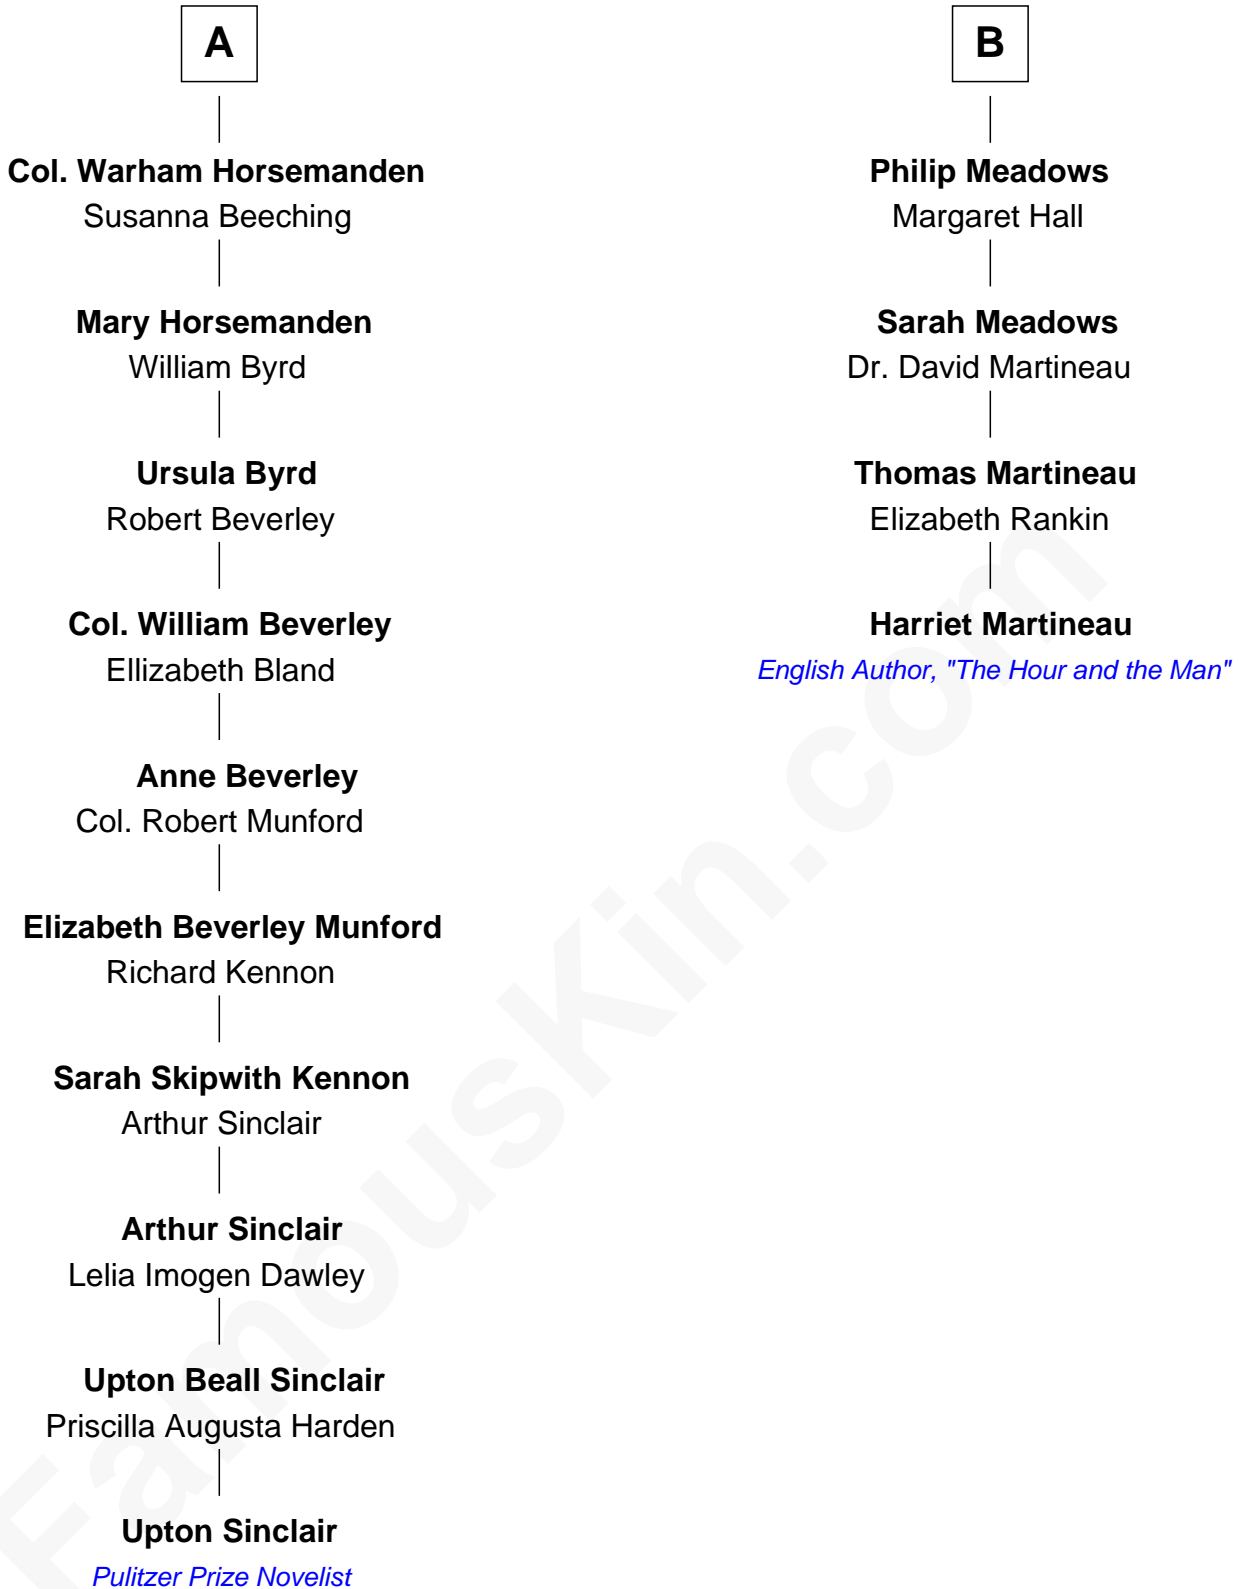 A
Col. Warham Horsemanden
Susanna Beeching
Mary Horsemanden
William Byrd
Ursula Byrd
Robert Beverley
Col. William Beverley
Ellizabeth Bland
Anne Beverley
Col. Robert Munford
Elizabeth Beverley Munford
Richard Kennon
Sarah Skipwith Kennon
Arthur Sinclair
Arthur Sinclair
Lelia Imogen Dawley
Upton Beall Sinclair
Priscilla Augusta Harden
Upton Sinclair
Pulitzer Prize Novelist
B
Philip Meadows
Margaret Hall
Sarah Meadows
Dr. David Martineau
Thomas Martineau
Elizabeth Rankin
Harriet Martineau
English Author, "The Hour and the Man"
FamousKin.com